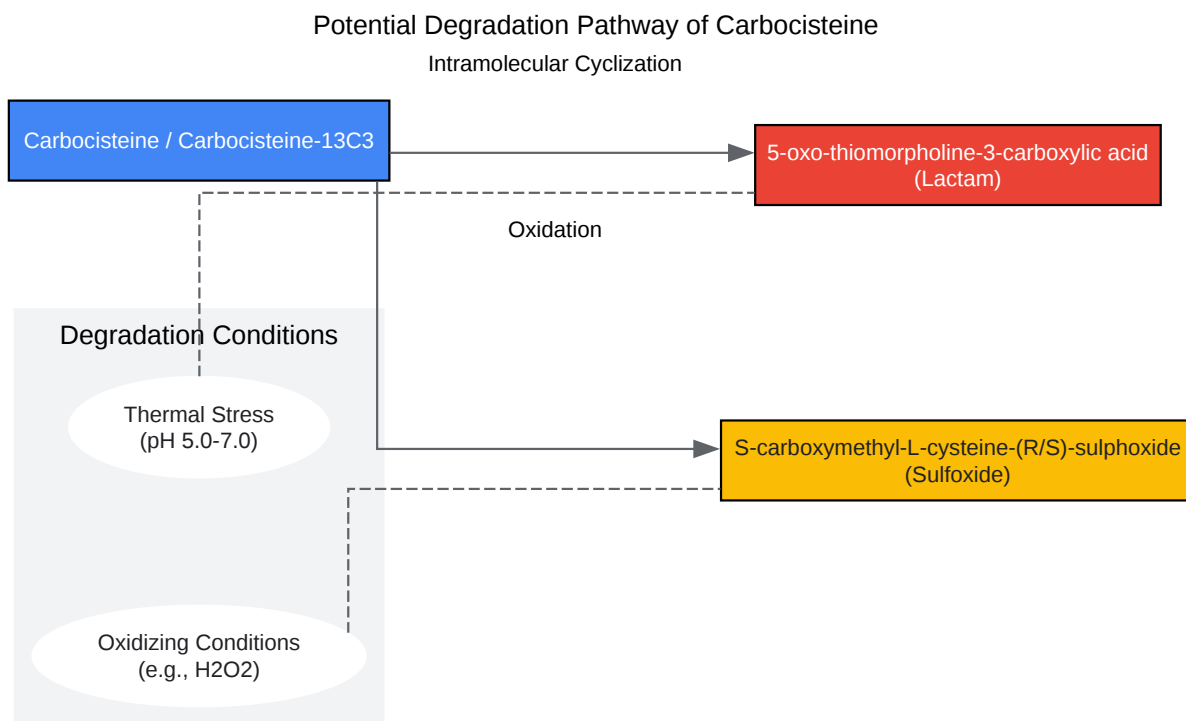 Potential Degradation Pathway of Carbocisteine
Intramolecular Cyclization
Carbocisteine / Carbocisteine-13C3
5-oxo-thiomorpholine-3-carboxylic acid
(Lactam)
Oxidation
Degradation Conditions
Thermal Stress
(pH 5.0-7.0)
S-carboxymethyl-L-cysteine-(R/S)-sulphoxide
(Sulfoxide)
Oxidizing Conditions
(e.g., H2O2)